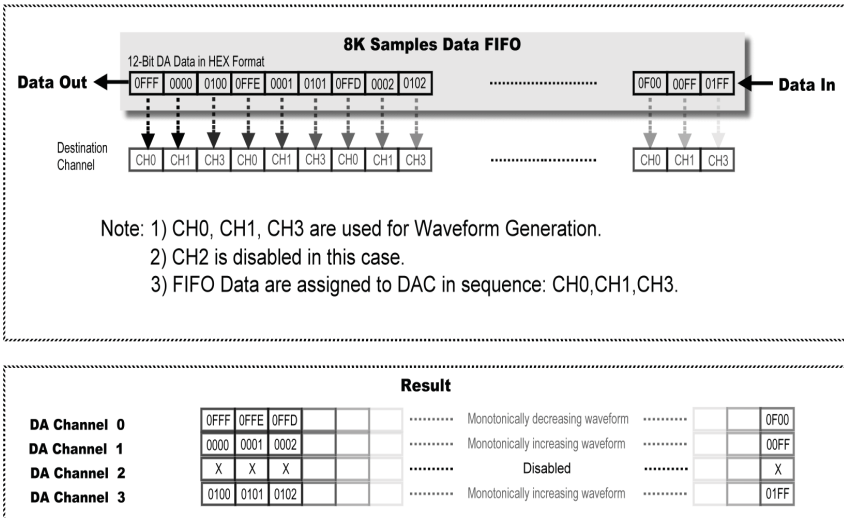 8K Samples Data FIFO
12-Bit DA Data in HEX Format
Data Out 0FFF 0000 0100 0FFE 0001 0101 0FFD 0002 0102 0F00 00FF 01FF Data In
Destination
Channel
CH0 CH1 CH3 CH0 CH1 CH3 CH0 CH1 CH3 CH0 CH1 CH3
Note: 1) CH0, CH1, CH3 are used for Waveform Generation.
2) CH2 is disabled in this case.
3) FIFO Data are assigned to DAC in sequence: CH0,CH1,CH3.
Result
DA Channel 0 0FFF 0FFE 0FFD Monotonically decreasing waveform 0F00
DA Channel 1 0000 0001 0002 Monotonically increasing waveform 00FF
DA Channel 2 X X X Disabled X
DA Channel 3 0100 0101 0102 Monotonically increasing waveform 01FF